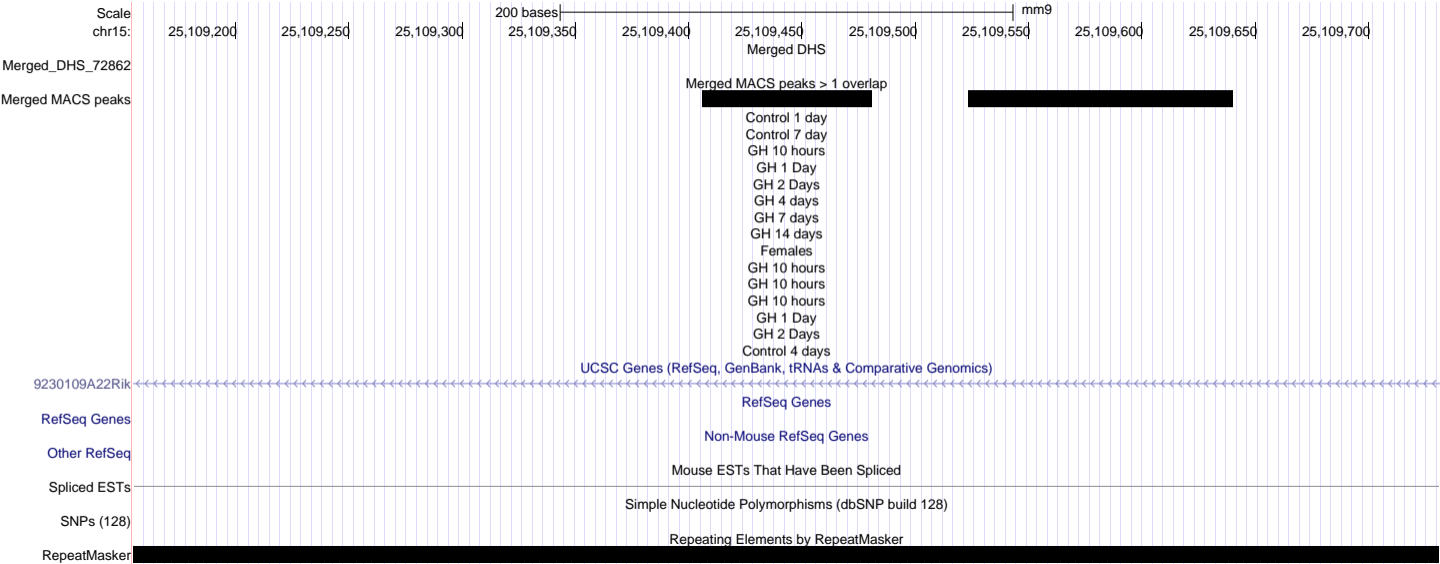 Scale 200 bases mm9
chr15: 25,109,200 25,109,250 25,109,300 25,109,350 25,109,400 25,109,450 25,109,500 25,109,550 25,109,600 25,109,650 25,109,700
Merged DHS
Merged_DHS_72862
Merged MACS peaks > 1 overlap
Merged MACS peaks
Control 1 day
Control 7 day
GH 10 hours
GH 1 Day
GH 2 Days
GH 4 days
GH 7 days
GH 14 days
Females
GH 10 hours
GH 10 hours
GH 10 hours
GH 1 Day
GH 2 Days
Control 4 days
UCSC Genes (RefSeq, GenBank, tRNAs & Comparative Genomics)
9230109A22Rik
RefSeq Genes
RefSeq Genes
Non-Mouse RefSeq Genes
Other RefSeq
Mouse ESTs That Have Been Spliced
Spliced ESTs
Simple Nucleotide Polymorphisms (dbSNP build 128)
SNPs (128)
Repeating Elements by RepeatMasker
RepeatMasker